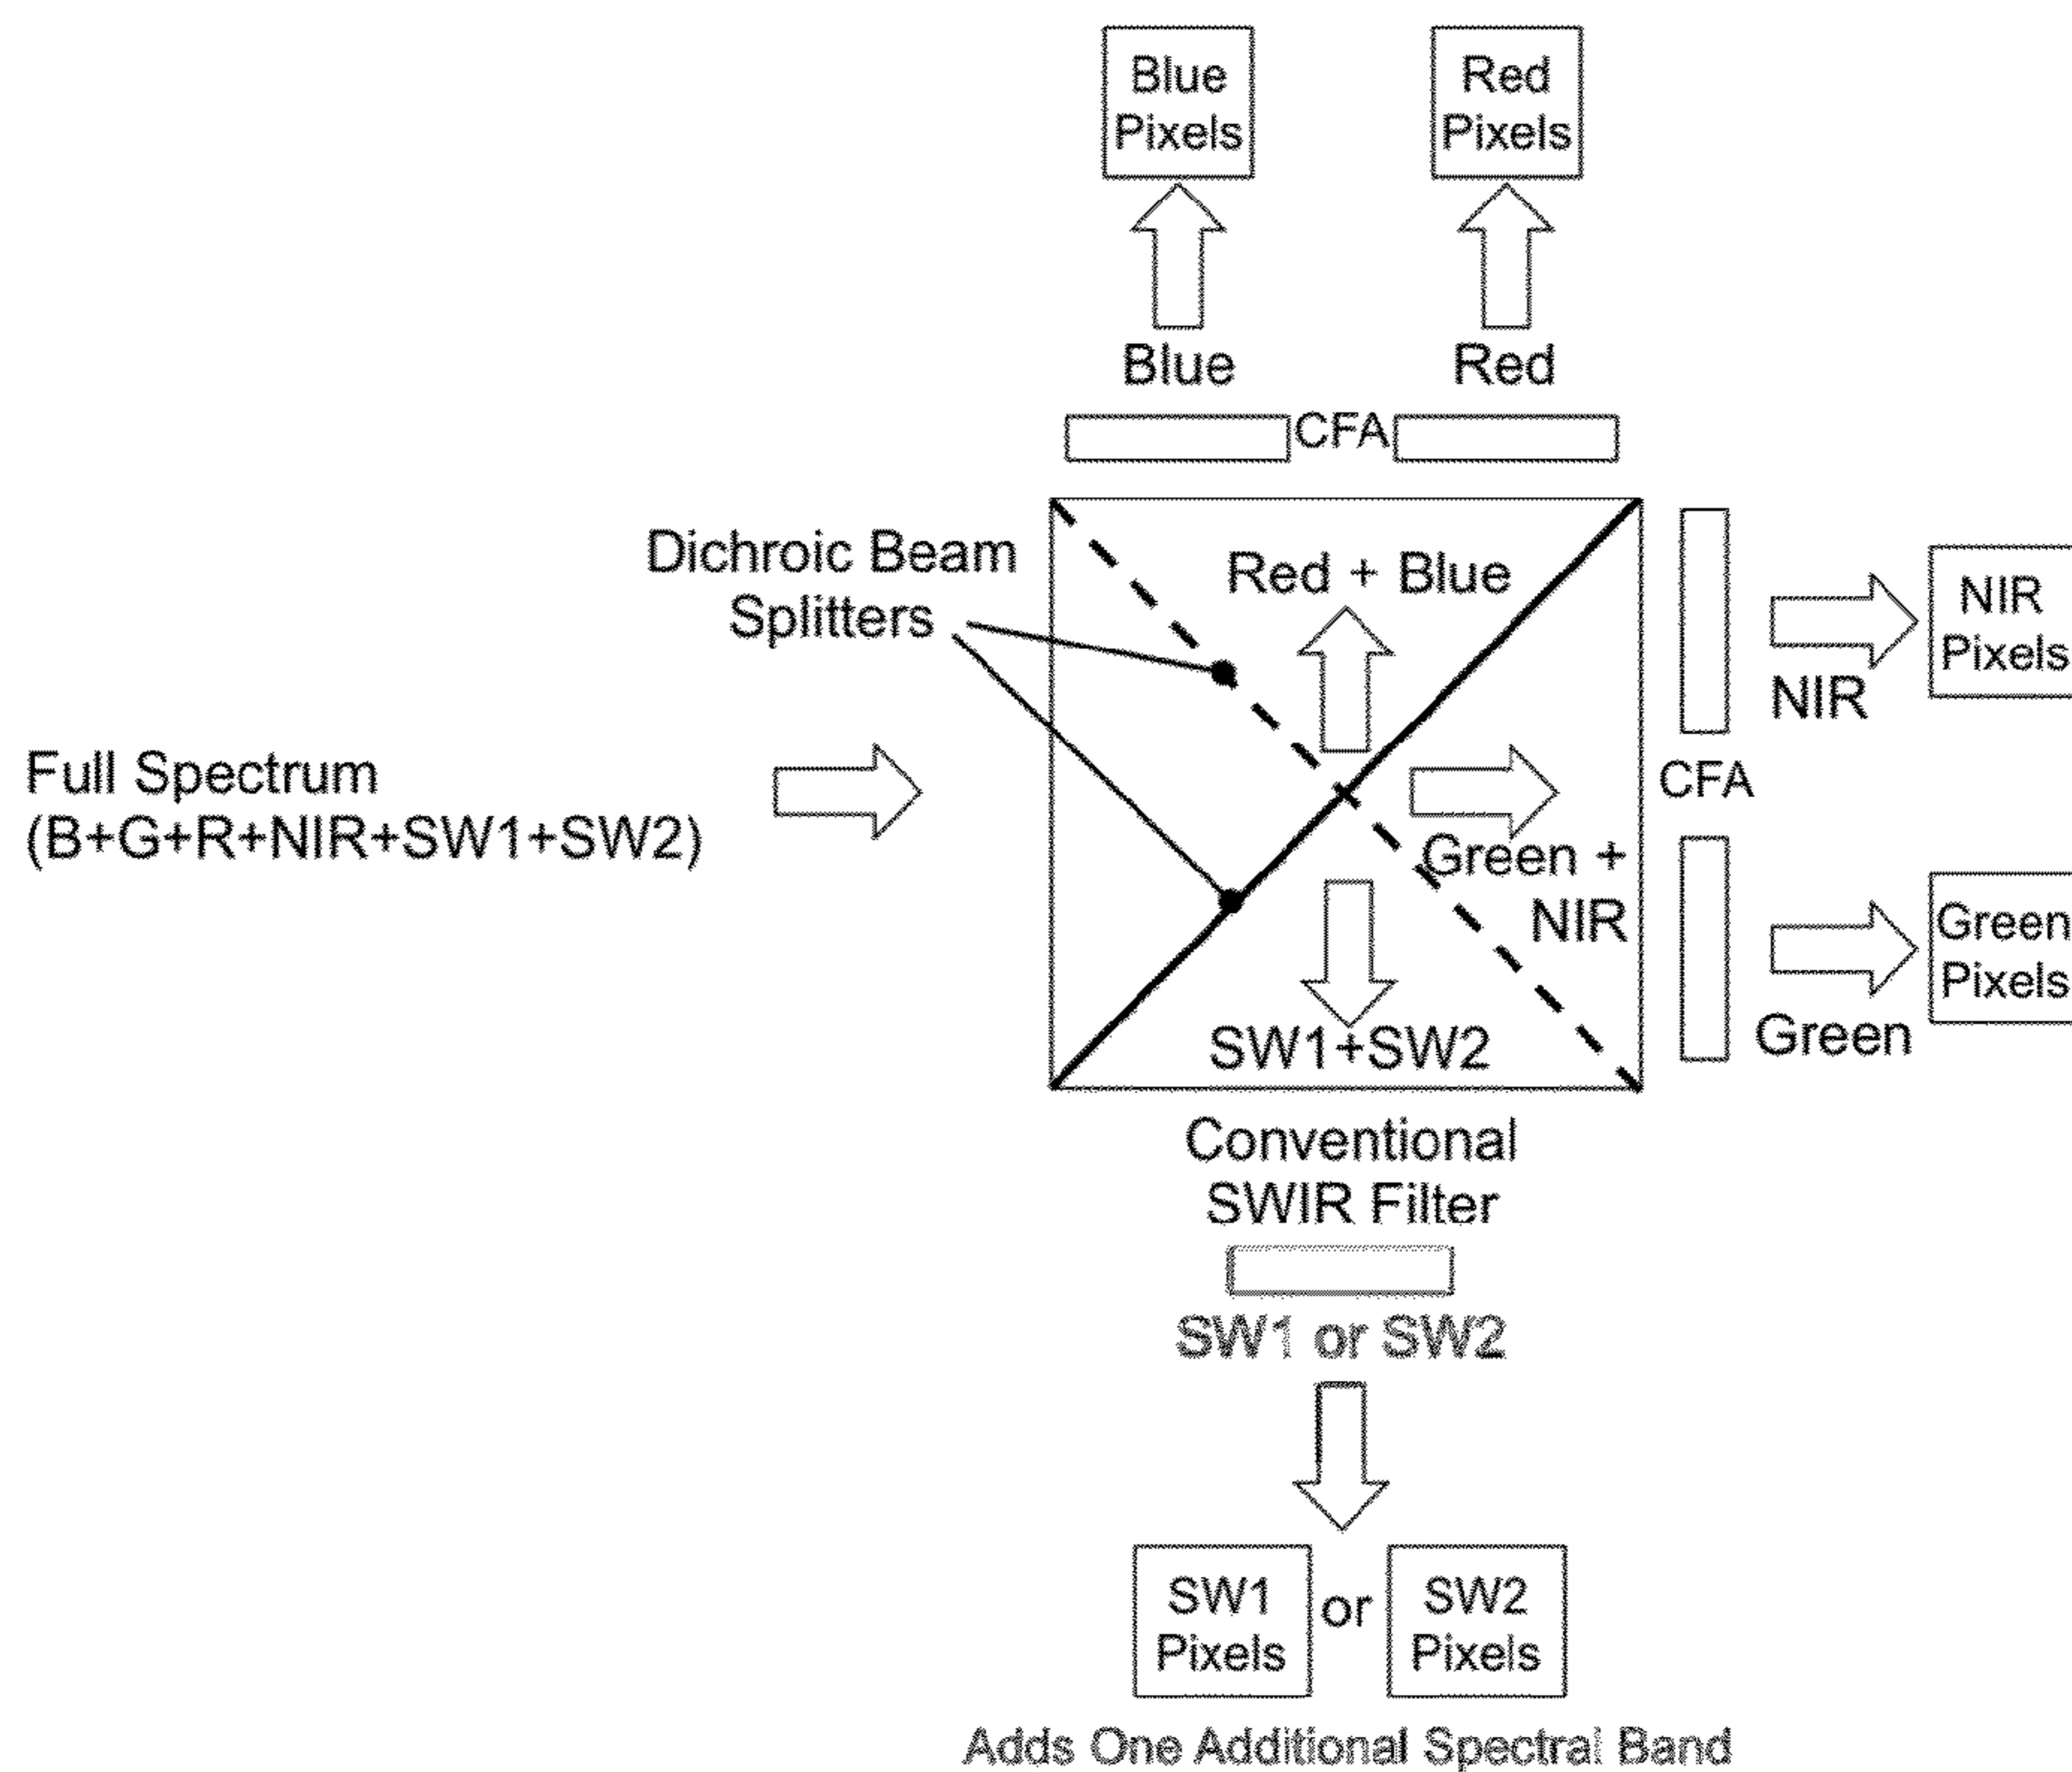 Blue
Pixels
Red
Pixels
Blue
Red
CFA
Dichroic Beam
Splitters
Red + Blue
NIR
Pixels
NIR
Full Spectrum
(B+G+R+NIR+SW1+SW2)
CFA
Green +
NIR
Green
Pixels
Green
SW1+SW2
Conventional
SWIR Filter
SW1 or SW2
SW1
Pixels
or
SW2
Pixels
Adds One Additional Spectral Band